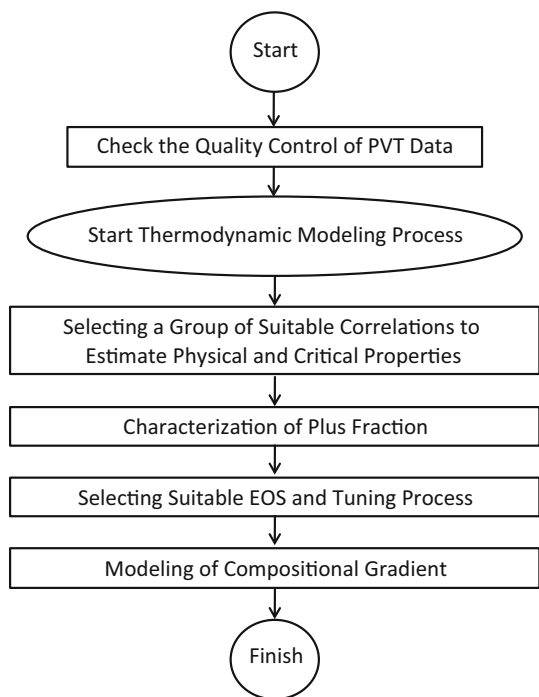 Start
Check the Quality Control of PVT Data
Start Thermodynamic Modeling Process
Selecting a Group of Suitable Correlations to
Estimate Physical and Critical Properties
Characterization of Plus Fraction
Selecting Suitable EOS and Tuning Process
Modeling of Compositional Gradient
Finish